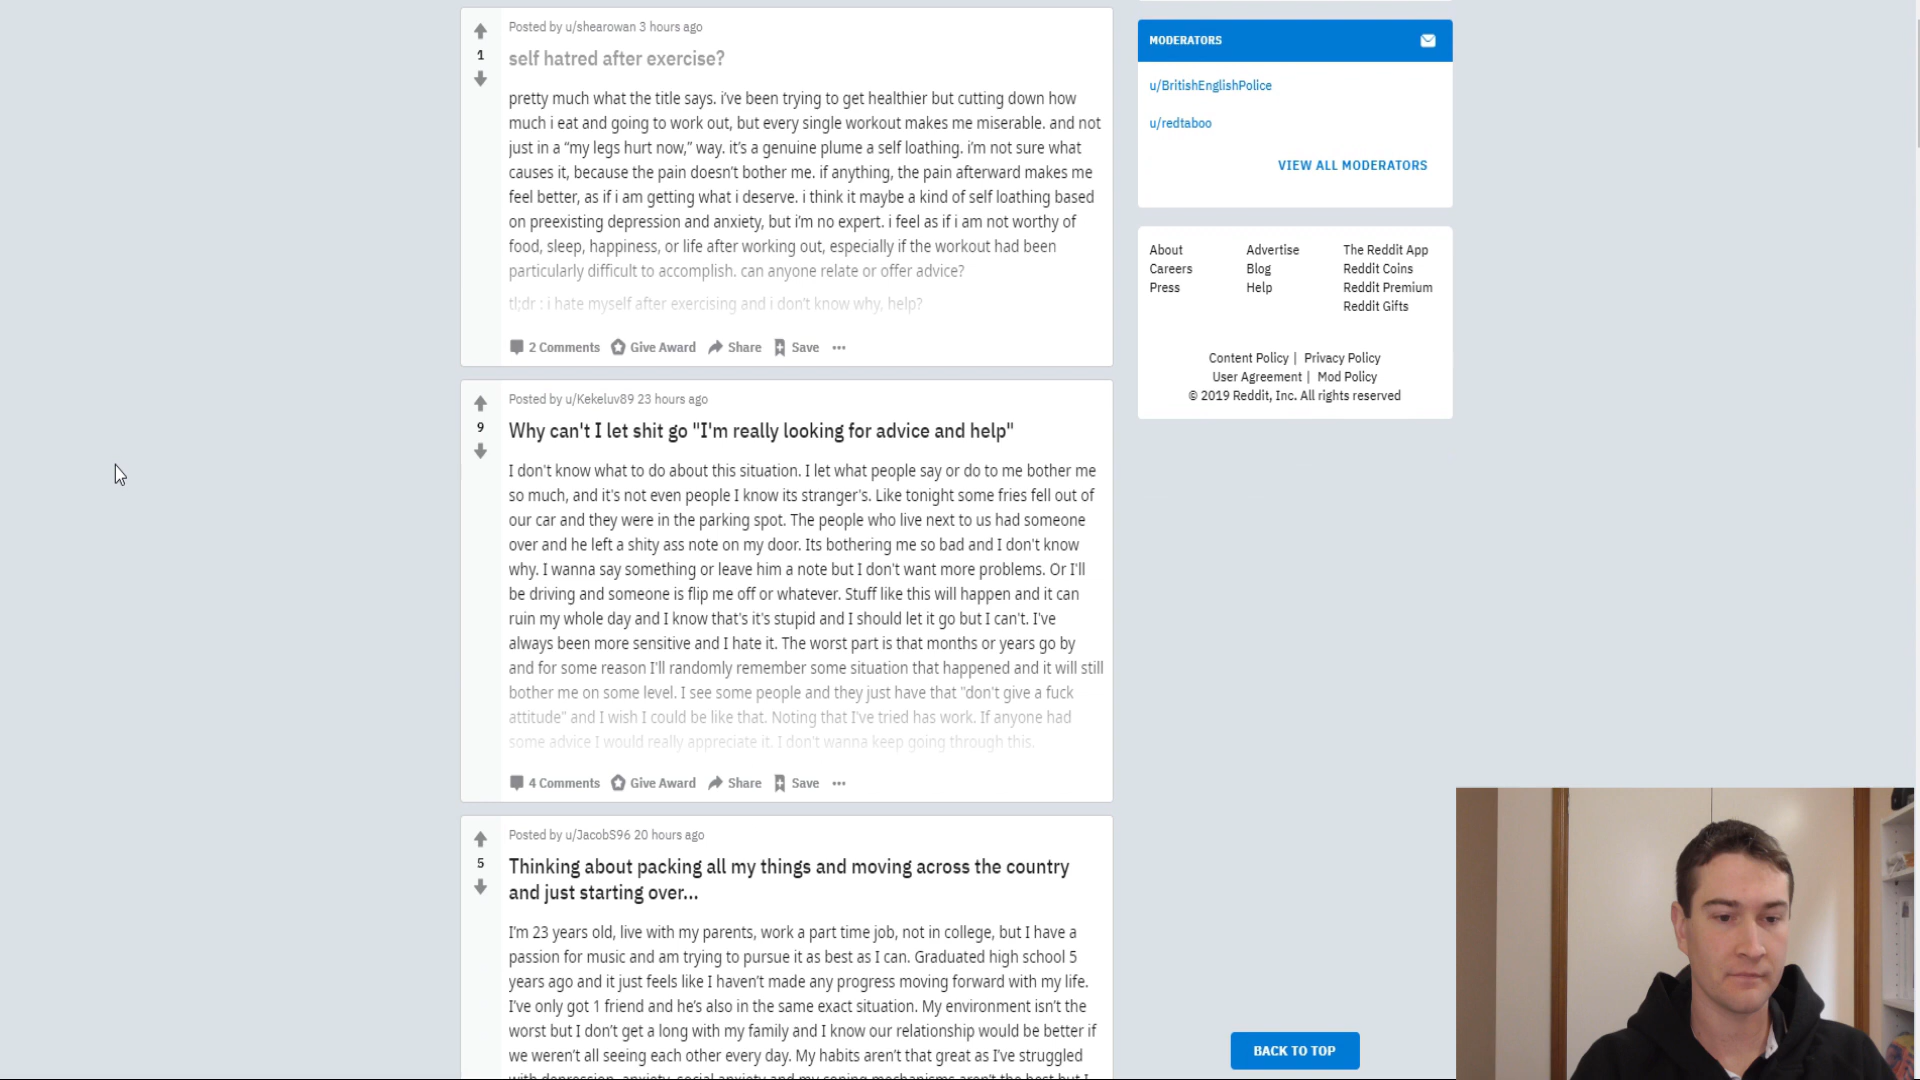 Posted by u/shearowan 3 hours ago
1
self hatred after exercise?
pretty much what the title says. i've been trying to get healthier but cutting down how
much i eat and going to work out, but every single workout makes me miserable. and not
just in a “my legs hurt now,” way. it's a genuine plume a self loathing. i'm not sure what
causes it, because the pain doesn't bother me. if anything, the pain afterward makes me
feel better, as if i am getting what i deserve. i think it maybe a kind of self loathing based
on preexisting depression and anxiety, but i'm no expert. i feel as if i am not worthy of
food, sleep, happiness, or life after working out, especially if the workout had been
particularly difficult to accomplish. can anyone relate or offer advice?
tl;dr : i hate myself after exercising and i don't know why, help?
2 Comments Give Award Share Save
Posted by u/Kekeluv89 23 hours ago
9
Why can't I let shit go "I'm really looking for advice and help"
I don't know what to do about this situation. I let what people say or do to me bother me
so much, and it's not even people I know its stranger's. Like tonight some fries fell out of
our car and they were in the parking spot. The people who live next to us had someone
over and he left a shity ass note on my door. Its bothering me so bad and I don't know
why. I wanna say something or leave him a note but I don't want more problems. Or I'll
be driving and someone is flip me off or whatever. Stuff like this will happen and it can
ruin my whole day and I know that's it's stupid and I should let it go but I can't. I've
always been more sensitive and I hate it. The worst part is that months or years go by
and for some reason I'll randomly remember some situation that happened and it will still
bother me on some level. I see some people and they just have that "don't give a fuck
attitude" and I wish I could be like that. Noting that I've tried has work. If anyone had
some advice I would really appreciate it. I don't wanna keep going through this.
4 Comments Give Award Share Save
Posted by u/JacobS96 20 hours ago
5
Thinking about packing all my things and moving across the country
and just starting over...
I'm 23 years old, live with my parents, work a part time job, not in college, but I have a
passion for music and am trying to pursue it as best as I can. Graduated high school 5
years ago and it just feels like I haven't made any progress moving forward with my life.
I've only got 1 friend and he's also in the same exact situation. My environment isn't the
worst but I don't get a long with my family and I know our relationship would be better if
we weren't all seeing each other every day. My habits aren't that great as I've struggled
with depression, anxiety, social anxiety and my coping mechanisms aren't the best but I
MODERATORS
u/BritishEnglishPolice
u/redtaboo
VIEW ALL MODERATORS
About Advertise The Reddit App
Careers Blog Reddit Coins
Press Help Reddit Premium
Reddit Gifts
Content Policy | Privacy Policy
User Agreement | Mod Policy
© 2019 Reddit, Inc. All rights reserved
BACK TO TOP